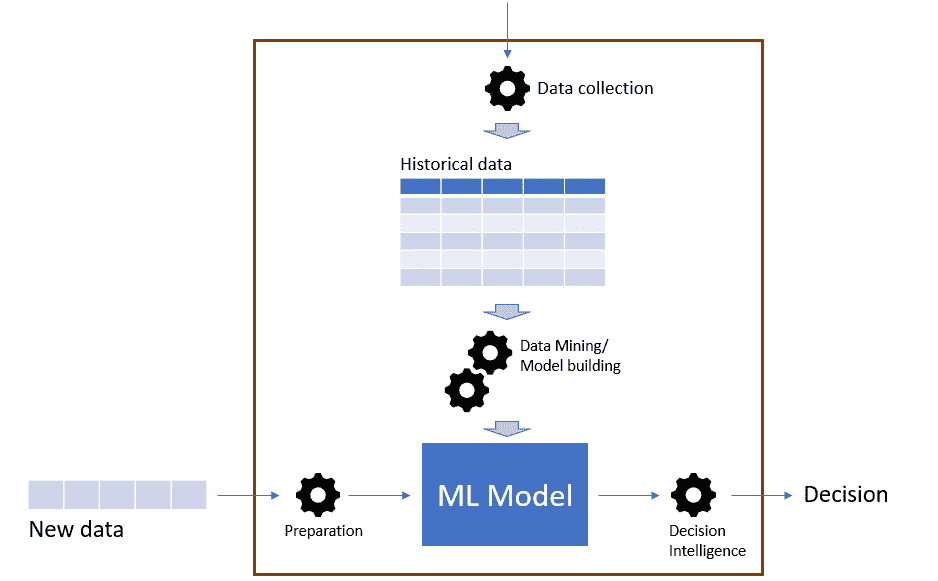 Data collection
Historical data
Data Mining/
Model building
ML Model
New data
Preparation
Decision
Intelligence
Decision